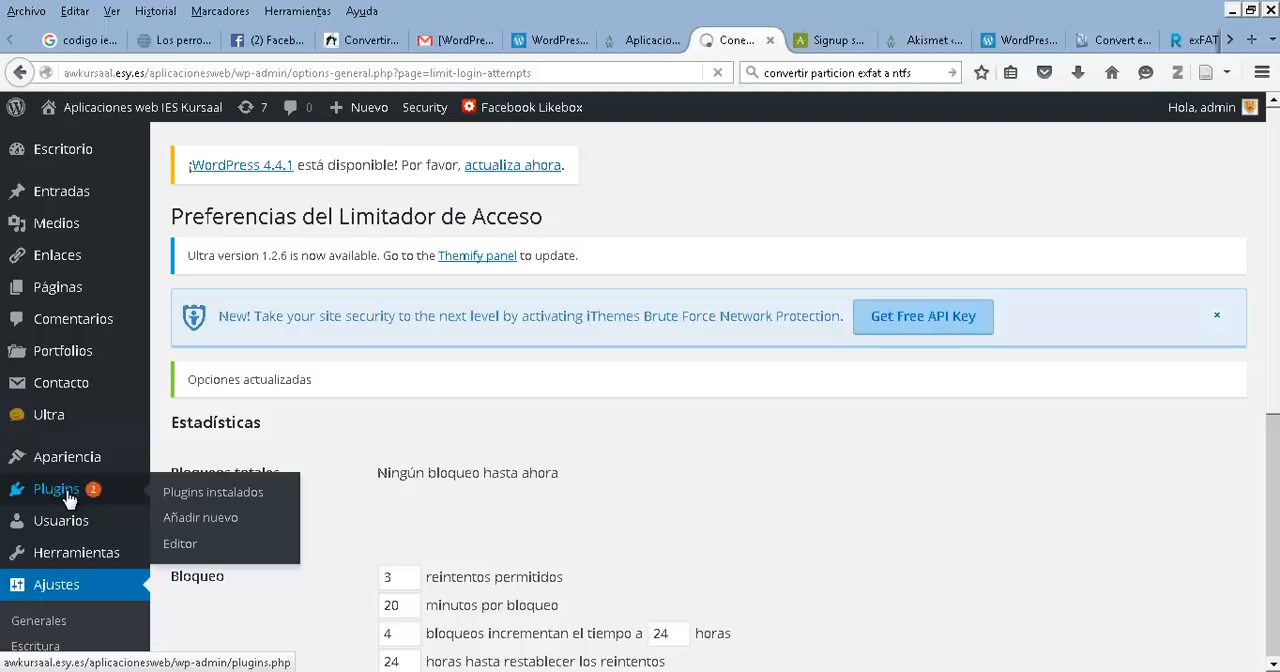 Archivo Editar Ver Historial Marcadores Herramientas Ayuda
codigo ie... Los perro... (2) Faceb... Convertir... [WordPre... WordPres... Aplicacio... Cone... Signup s... Akismet ‹... WordPres... Convert e... exFAT
awkursaal.esy.es/aplicacionesweb/wp-admin/options-general.php?page=limit-login-attempts convertir particion exfat a ntfs
Aplicaciones web IES Kursaal 7 0 Nuevo Security Facebook Likebox Hola, admin
Escritorio
Entradas
Medios
Enlaces
Páginas
Comentarios
Portfolios
Contacto
Ultra
Apariencia
Plugins 2
Usuarios
Herramientas
Ajustes
Generales
Escritura
Plugins instalados
Añadir nuevo
Editor
¡WordPress 4.4.1 está disponible! Por favor, actualiza ahora.
Preferencias del Limitador de Acceso
Ultra version 1.2.6 is now available. Go to the Themify panel to update.
New! Take your site security to the next level by activating iThemes Brute Force Network Protection. Get Free API Key
Opciones actualizadas
Estadísticas
Bloqueos totales Ningún bloqueo hasta ahora
Bloqueo 3 reintentos permitidos
20 minutos por bloqueo
4 bloqueos incrementan el tiempo a 24 horas
24 horas hasta restablecer los reintentos
awkursaal.esy.es/aplicacionesweb/wp-admin/plugins.php